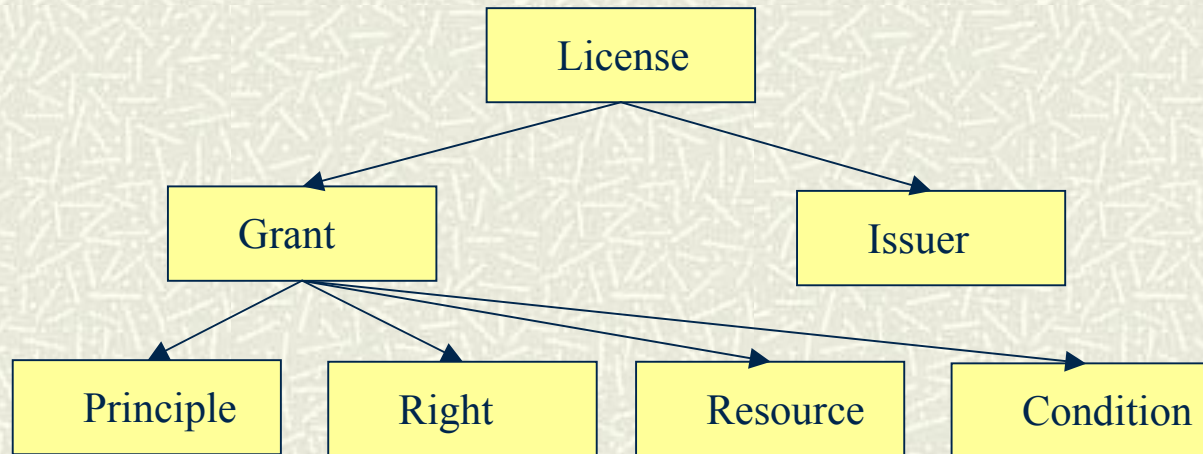 License
Grant
Issuer
Principle
Right
Resource
Condition